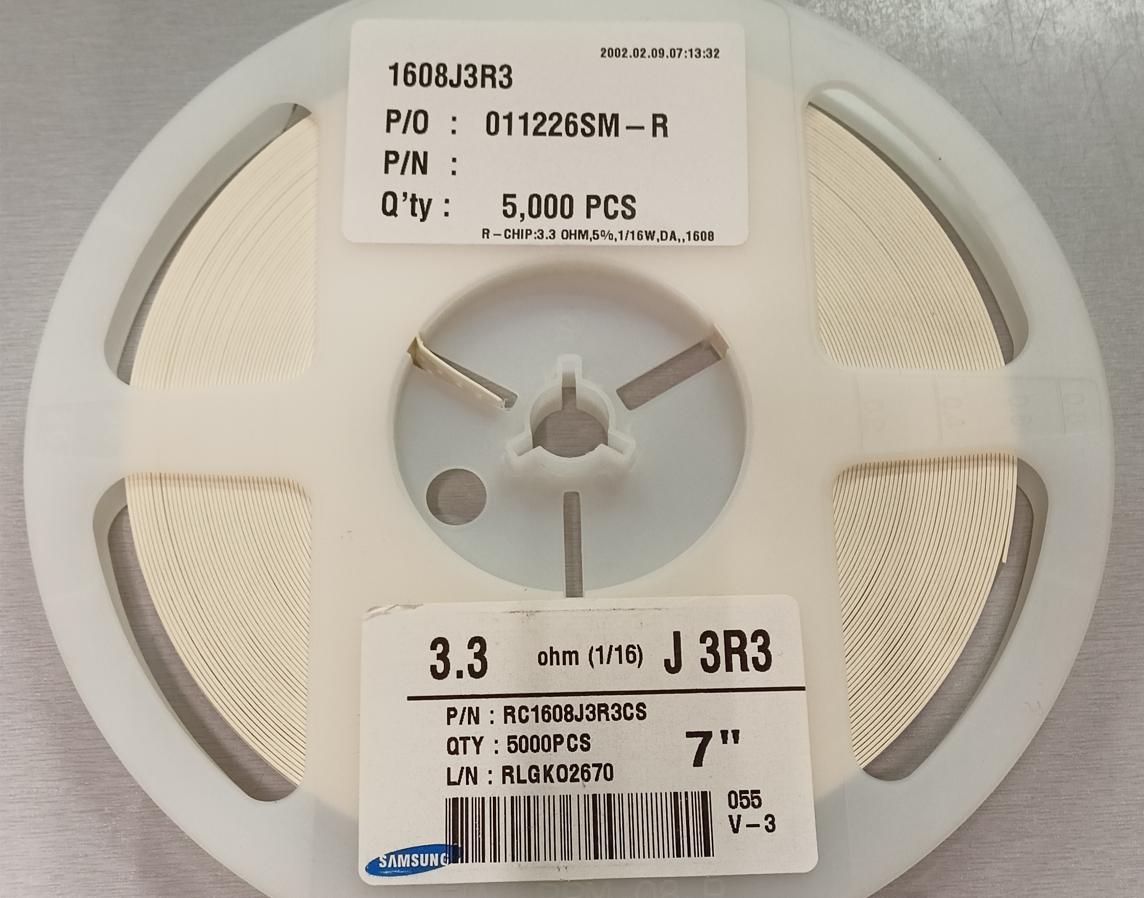 2002.02.09.07:13:32
1608J3R3
P/O : 011226SM-R
P/N :
Q'ty : 5,000 PCS
R-CHIP:3.3 OHM,5%,1/16W,DA,,1608
3.3 ohm (1/16) J 3R3
P/N : RC1608J3R3CS
QTY : 5000PCS 7"
L/N : RLGKO2670
055
V-3
SAMSUNG